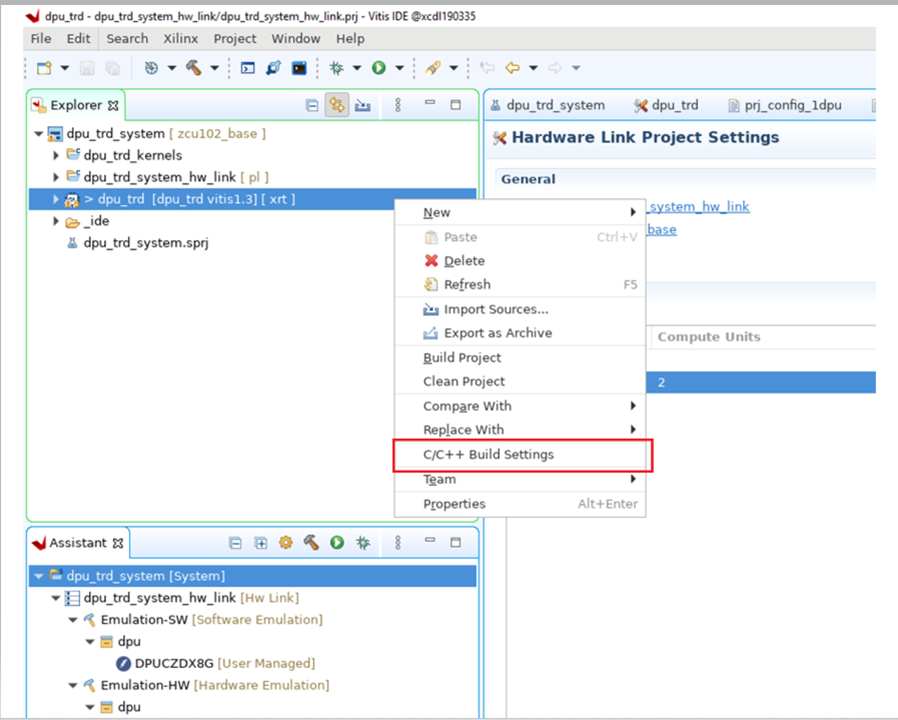 dpu_trd - dpu_trd_system_hw_link/dpu_trd_system_hw_link.prj - Vitis IDE @xcdl190335
File Edit Search Xilinx Project Window Help
Explorer
dpu_trd_system [ zcu102_base ]
dpu_trd_kernels
dpu_trd_system_hw_link [ pl ]
> dpu_trd [dpu_trd vitis1.3] [ xrt ]
_ide
dpu_trd_system.sprj
New
Paste Ctrl+V
Delete
Refresh F5
Import Sources...
Export as Archive
Build Project
Clean Project
Compare With
Replace With
C/C++ Build Settings
Team
Properties Alt+Enter
dpu_trd_system dpu_trd prj_config_1dpu
Hardware Link Project Settings
General
_system_hw_link
base
Compute Units
2
Assistant
dpu_trd_system [System]
dpu_trd_system_hw_link [Hw Link]
Emulation-SW [Software Emulation]
dpu
DPUCZDX8G [User Managed]
Emulation-HW [Hardware Emulation]
dpu